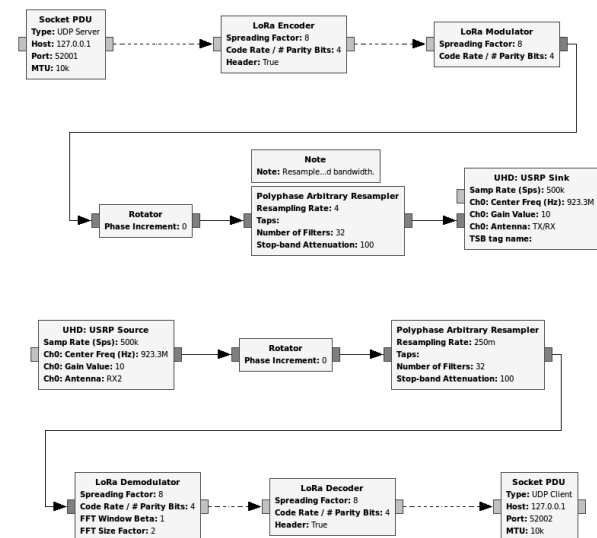 Socket PDU
Type: UDP Server
Host: 127.0.0.1
Port: 52001
MTU: 10k
LoRa Encoder
Spreading Factor: 8
Code Rate / # Parity Bits: 4
Header: True
LoRa Modulator
Spreading Factor: 8
Code Rate / # Parity Bits: 4
Note
Note: Resample...d bandwidth.
Rotator
Phase Increment: 0
Polyphase Arbitrary Resampler
Resampling Rate: 4
Taps:
Number of Filters: 32
Stop-band Attenuation: 100
UHD: USRP Sink
Samp Rate (Sps): 500k
Ch0: Center Freq (Hz): 923.3M
Ch0: Gain Value: 10
Ch0: Antenna: TX/RX
TSB tag name:
UHD: USRP Source
Samp Rate (Sps): 500k
Ch0: Center Freq (Hz): 923.3M
Ch0: Gain Value: 10
Ch0: Antenna: RX2
Rotator
Phase Increment: 0
Polyphase Arbitrary Resampler
Resampling Rate: 250m
Taps:
Number of Filters: 32
Stop-band Attenuation: 100
LoRa Demodulator
Spreading Factor: 8
Code Rate / # Parity Bits: 4
FFT Window Beta: 1
FFT Size Factor: 2
LoRa Decoder
Spreading Factor: 8
Code Rate / # Parity Bits: 4
Header: True
Socket PDU
Type: UDP Client
Host: 127.0.0.1
Port: 52002
MTU: 10k